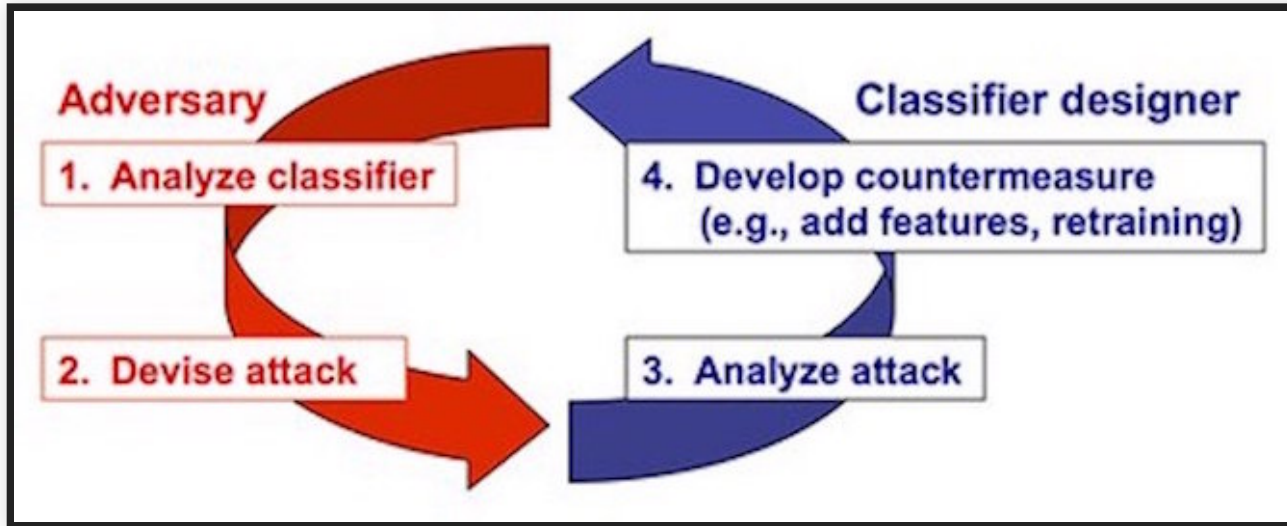 Adversary
1. Analyze classifier
2. Devise attack
Classifier designer
4. Develop countermeasure
(e.g., add features, retraining)
3. Analyze attack